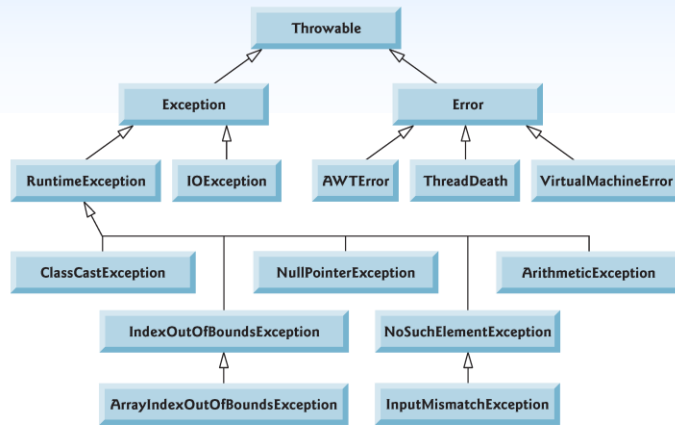 Throwable
Exception
Error
RuntimeException
IOException
AWTError
ThreadDeath
VirtualMachineError
ClassCastException
NullPointerException
ArithmeticException
IndexOutOfBoundsException
NoSuchElementException
ArrayIndexOutOfBoundsException
InputMismatchException